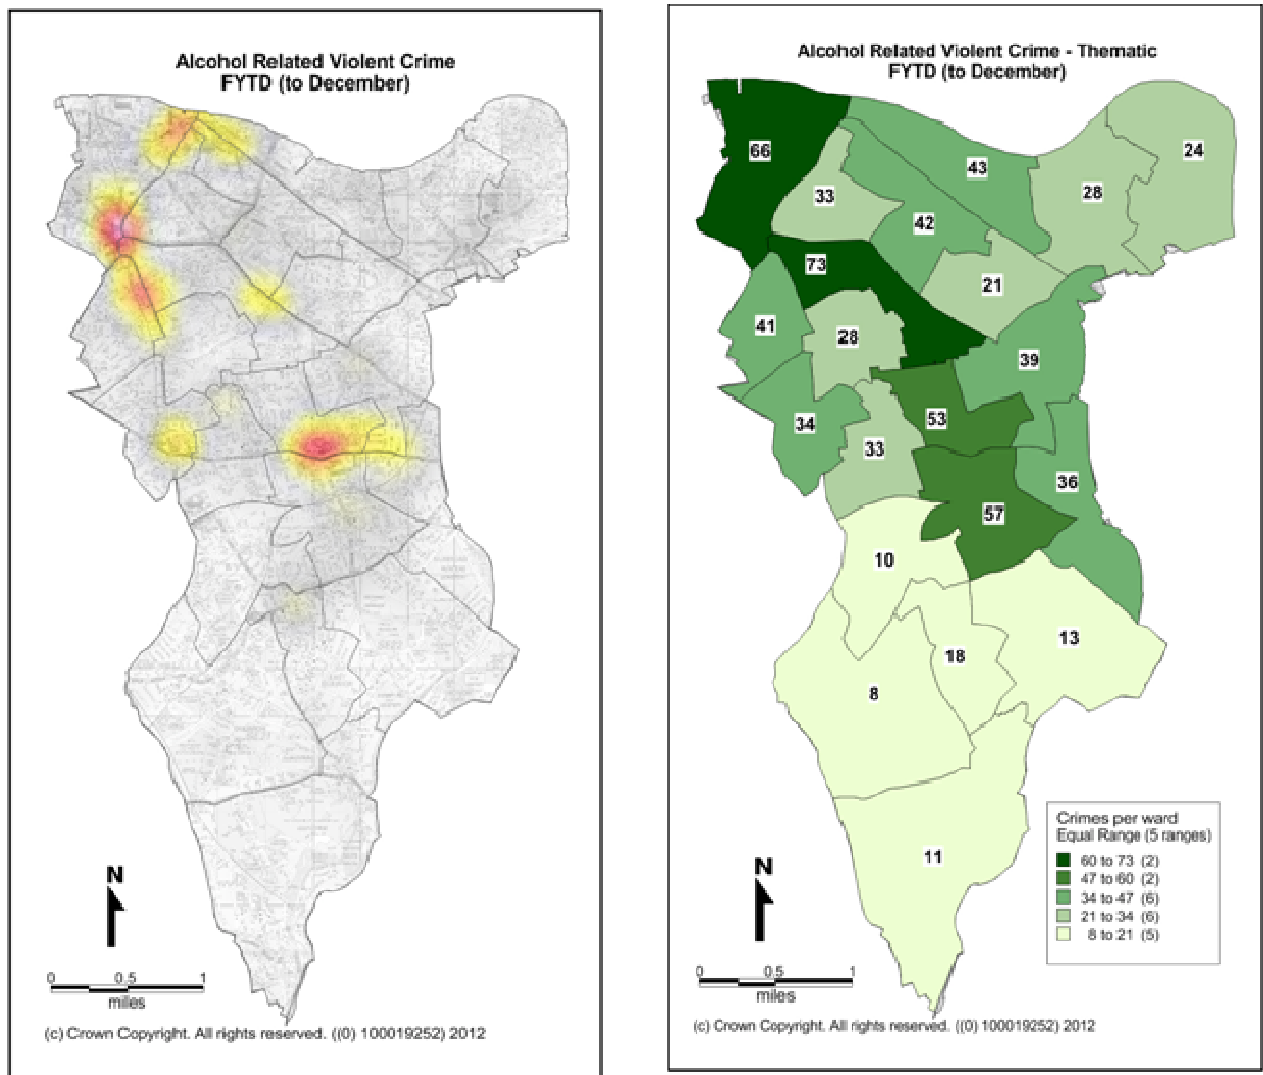 Alcohol Related Violent Crime
FYTD (to December)
N
0 0.5 1
miles
(c) Crown Copyright. All rights reserved. ((0) 100019252) 2012
Alcohol Related Violent Crime - Thematic
FYTD (to December)
66
33
43
28
24
42
73
21
41
28
39
34
33
53
36
57
10
13
18
8
11
Crimes per ward
Equal Range (5 ranges)
60 to 73 (2)
47 to 60 (2)
34 to 47 (6)
21 to 34 (6)
8 to 21 (5)
N
0 0.5 1
miles
(c) Crown Copyright. All rights reserved. ((0) 100019252) 2012